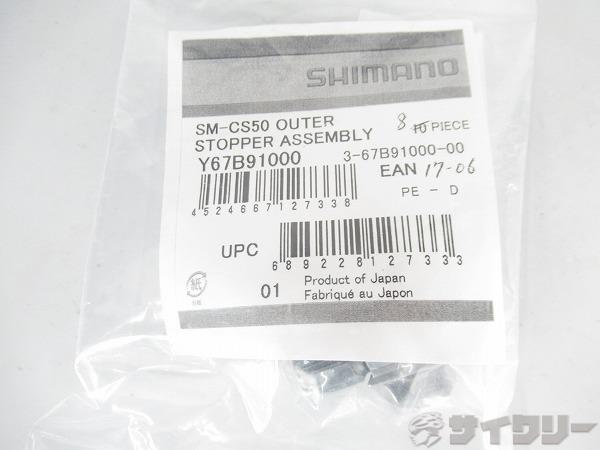 SHIMANO
SM-CS50 OUTER
STOPPER ASSEMBLY 8 10 PIECE
Y67B91000 3-67B91000-00
EAN 17-06
4524667127338
PE - D
UPC
689228127333
01 Product of Japan
Fabriqué au Japon
サイクリー